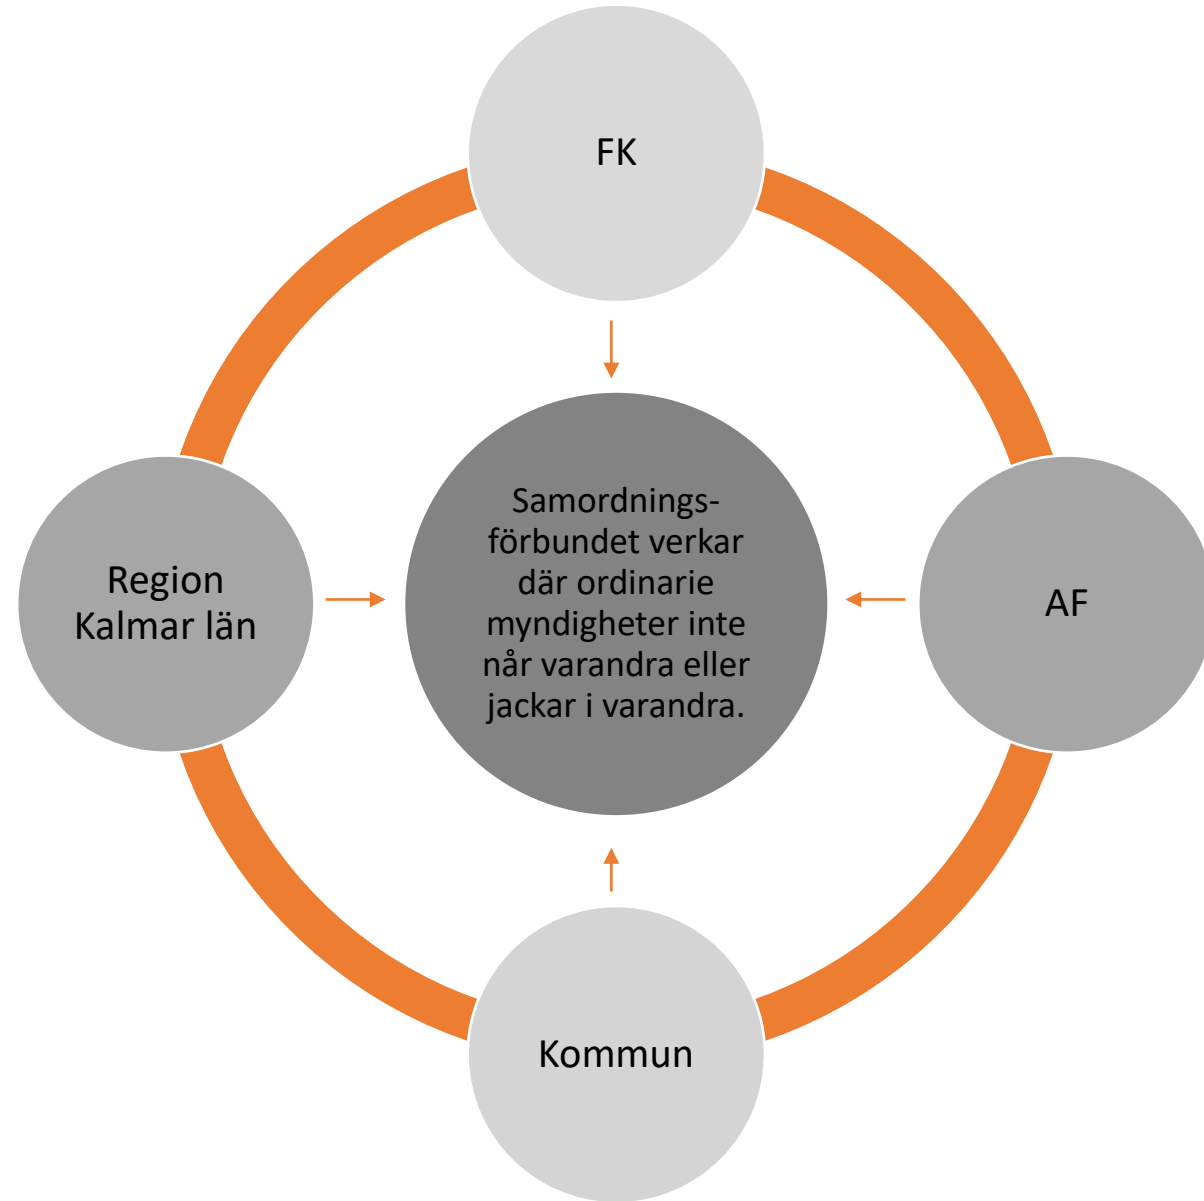 FK
Samordnings-
förbundet verkar
där ordinarie
myndigheter inte
når varandra eller
jackar i varandra.
Region
Kalmar län
AF
Kommun